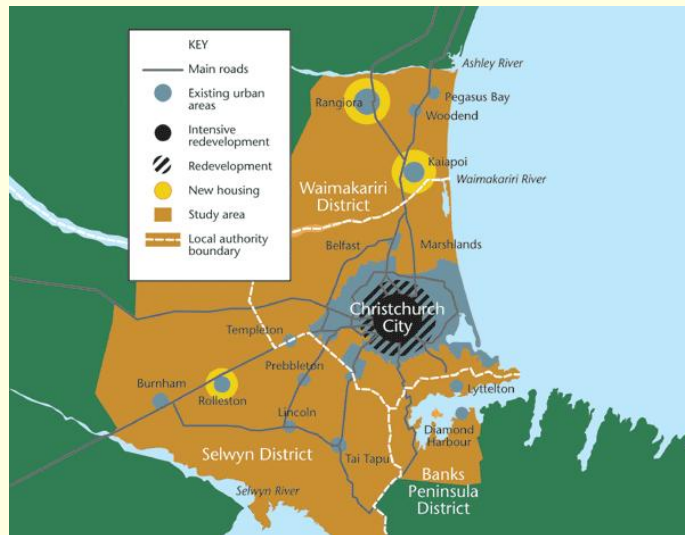 KEY
Main roads
Existing urban
areas
Intensive
redevelopment
Redevelopment
New housing
Study area
Local authority
boundary
Ashley River
Rangiora
Pegasus Bay
Woodend
Kaiapoi
Waimakariri River
Waimakariri
District
Belfast
Marshlands
Christchurch
City
Templeton
Prebbleton
Burnham
Rolleston
Lyttelton
Lincoln
Diamond
Harbour
Selwyn District
Tai Tapu
Banks
Peninsula
District
Selwyn River